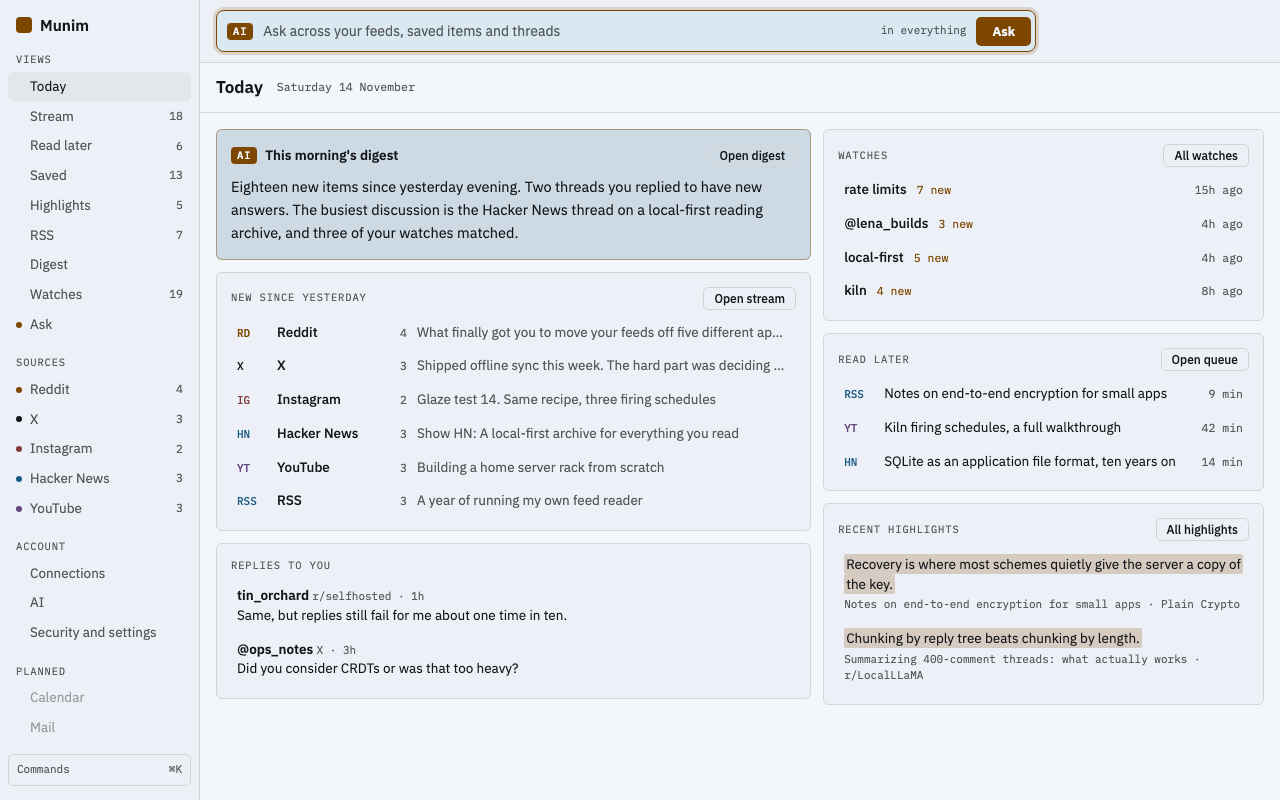 Munim
VIEWS
Today
Stream 18
Read later 6
Saved 13
Highlights 5
RSS 7
Digest
Watches 19
Ask
SOURCES
Reddit 4
X 3
Instagram 2
Hacker News 3
YouTube 3
ACCOUNT
Connections
AI
Security and settings
PLANNED
Calendar
Mail
Commands ⌘K
AI Ask across your feeds, saved items and threads in everything Ask
Today Saturday 14 November
AI This morning's digest Open digest
Eighteen new items since yesterday evening. Two threads you replied to have new
answers. The busiest discussion is the Hacker News thread on a local-first reading
archive, and three of your watches matched.
NEW SINCE YESTERDAY Open stream
RD Reddit 4 What finally got you to move your feeds off five different ap…
X X 3 Shipped offline sync this week. The hard part was deciding …
IG Instagram 2 Glaze test 14. Same recipe, three firing schedules
HN Hacker News 3 Show HN: A local-first archive for everything you read
YT YouTube 3 Building a home server rack from scratch
RSS RSS 3 A year of running my own feed reader
REPLIES TO YOU
tin_orchard r/selfhosted · 1h
Same, but replies still fail for me about one time in ten.
@ops_notes X · 3h
Did you consider CRDTs or was that too heavy?
WATCHES All watches
rate limits 7 new 15h ago
@lena_builds 3 new 4h ago
local-first 5 new 4h ago
kiln 4 new 8h ago
READ LATER Open queue
RSS Notes on end-to-end encryption for small apps 9 min
YT Kiln firing schedules, a full walkthrough 42 min
HN SQLite as an application file format, ten years on 14 min
RECENT HIGHLIGHTS All highlights
Recovery is where most schemes quietly give the server a copy of
the key.
Notes on end-to-end encryption for small apps · Plain Crypto
Chunking by reply tree beats chunking by length.
Summarizing 400-comment threads: what actually works ·
r/LocalLLaMA